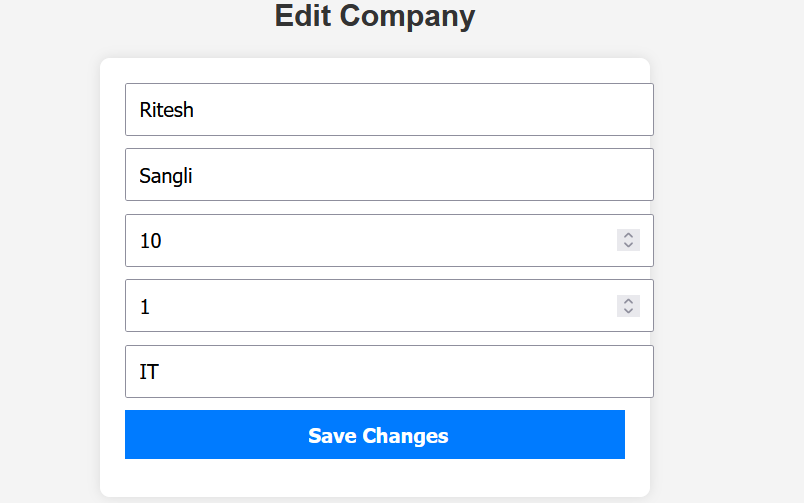 Edit Company
Ritesh
Sangli
10
1
IT
Save Changes